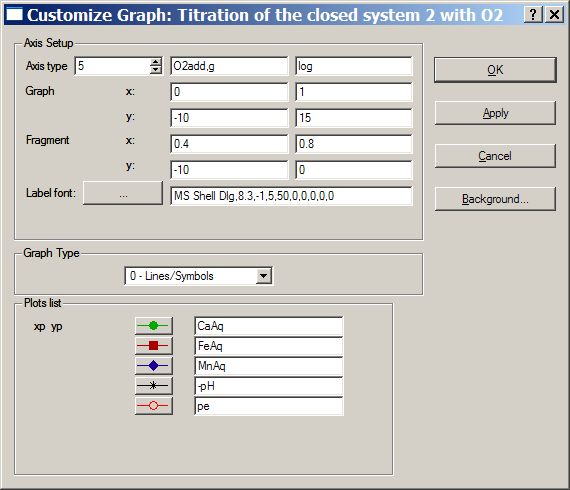 Customize Graph: Titration of the closed system 2 with O2
Axis Setup
Axis type 5 O2add,g log
OK
Graph x: 0 1
y: -10 15
Apply
Fragment x: 0.4 0.8
y: -10 0
Cancel
Label font: ... MS Shell Dlg,8.3,-1,5,50,0,0,0,0,0
Background...
Graph Type
0 - Lines/Symbols
Plots list
xp yp CaAq
FeAq
MnAq
-pH
pe